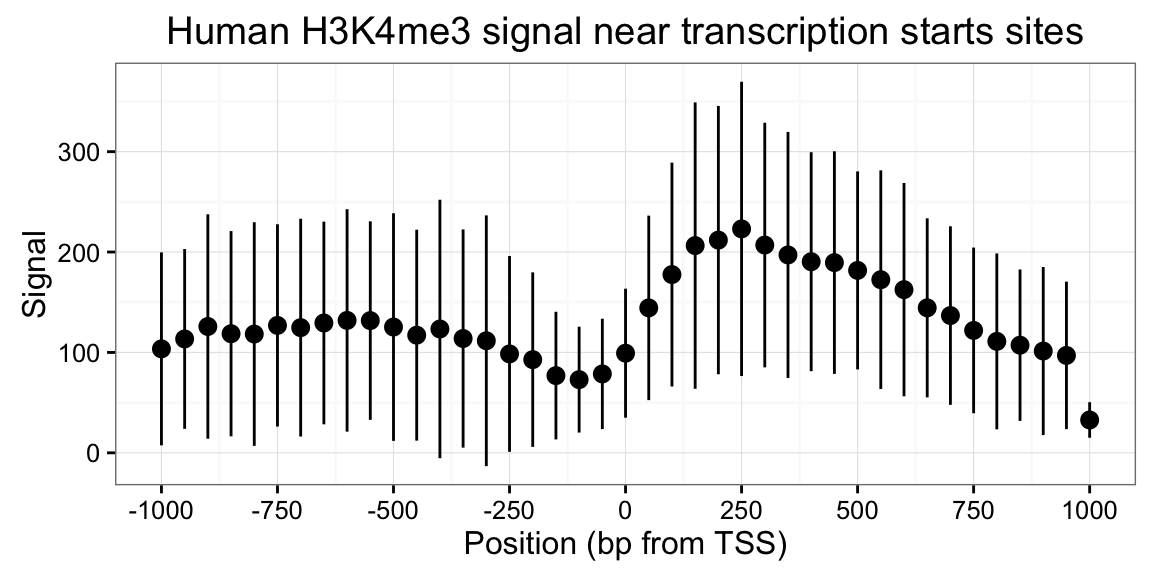 Human H3K4me3 signal near transcription starts sites
Signal
300
200
100
0
-1000 -750 -500 -250 0 250 500 750 1000
Position (bp from TSS)